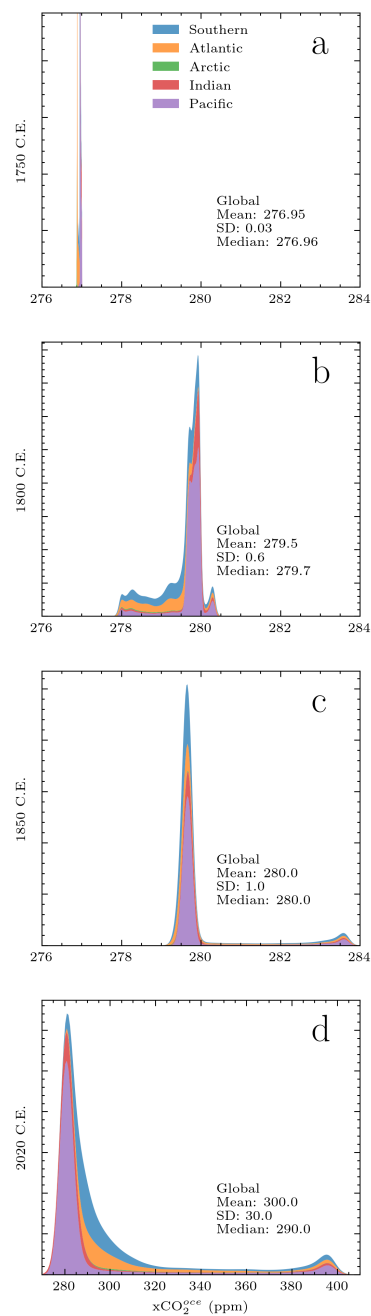 a
Southern
Atlantic
Arctic
Indian
Pacific
1750 C.E.
Global
Mean: 276.95
SD: 0.03
Median: 276.96
276 278 280 282 284
b
1800 C.E.
Global
Mean: 279.5
SD: 0.6
Median: 279.7
276 278 280 282 284
c
1850 C.E.
Global
Mean: 280.0
SD: 1.0
Median: 280.0
276 278 280 282 284
d
2020 C.E.
Global
Mean: 300.0
SD: 30.0
Median: 290.0
280 300 320 340 360 380 400
xCO₂ᵒᶜᵉ (ppm)